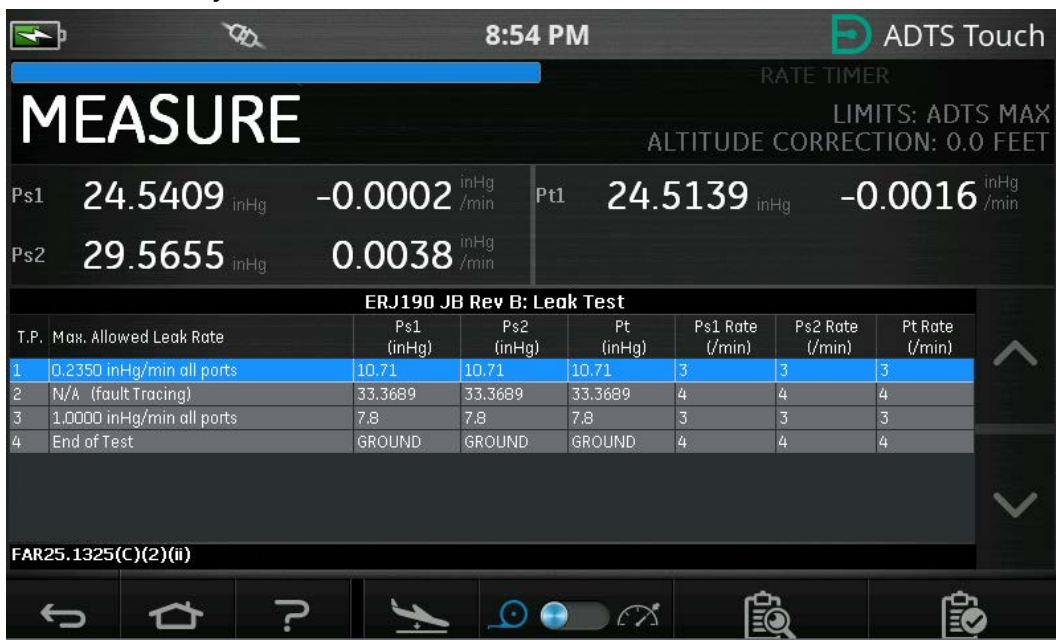 8:54 PM ADTS Touch
RATE TIMER
MEASURE
LIMITS: ADTS MAX
ALTITUDE CORRECTION: 0.0 FEET
Ps1 24.5409 inHg -0.0002 inHg/min Pt1 24.5139 inHg -0.0016 inHg/min
Ps2 29.5655 inHg 0.0038 inHg/min
ERJ190 JB Rev B: Leak Test
T.P. Max. Allowed Leak Rate Ps1 (inHg) Ps2 (inHg) Pt (inHg) Ps1 Rate (/min) Ps2 Rate (/min) Pt Rate (/min)
1 0.2350 inHg/min all ports 10.71 10.71 10.71 3 3 3
2 N/A (fault Tracing) 33.3689 33.3689 33.3689 4 4 4
3 1.0000 inHg/min all ports 7.8 7.8 7.8 3 3 3
4 End of Test GROUND GROUND GROUND 4 4 4
FAR25.1325(C)(2)(ii)